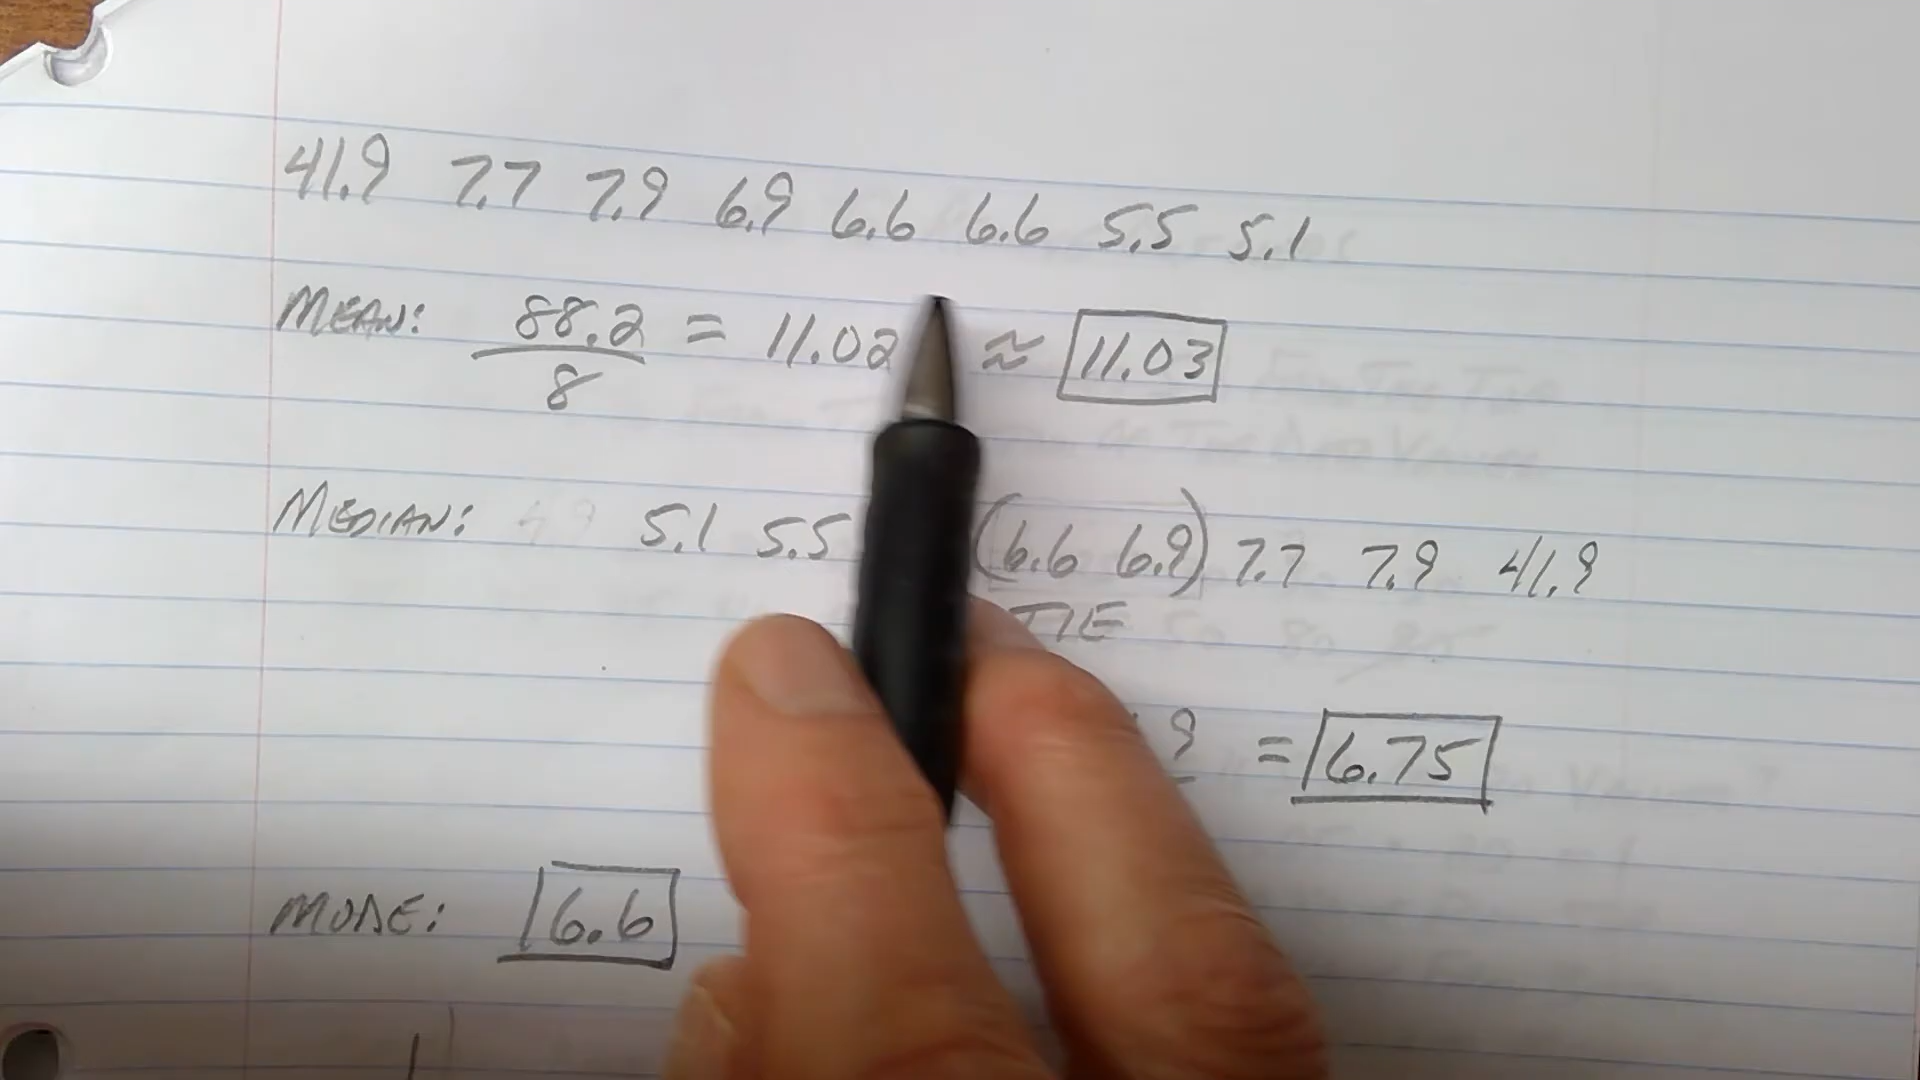 41.9 7.7 7.9 6.9 6.6 6.6 5.5 5.1
MEAN: 88.2 / 8 = 11.02 ≈ 11.03
MEDIAN: 5.1 5.5 (6.6 6.9) 7.7 7.9 41.9
TIE
9 = 6.75
MODE: 6.6